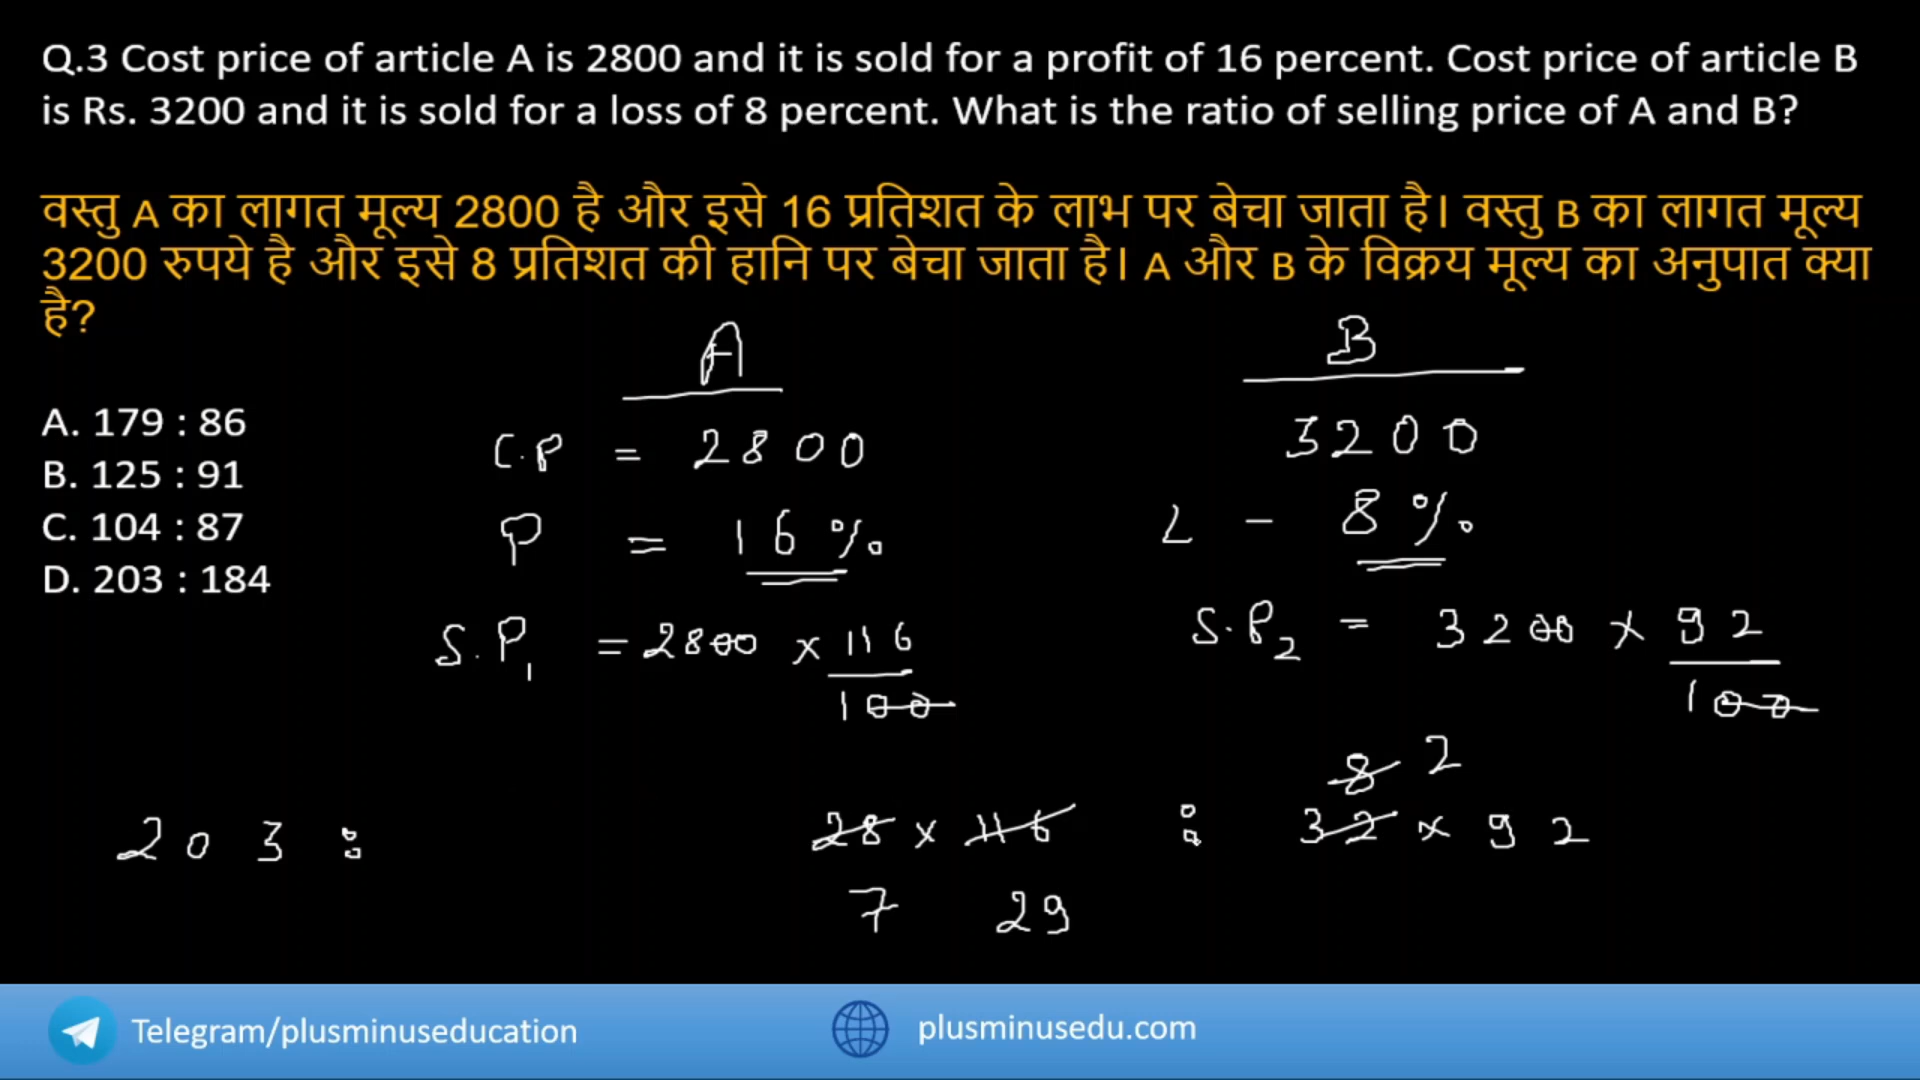 Q.3 Cost price of article A is 2800 and it is sold for a profit of 16 percent. Cost price of article B
is Rs. 3200 and it is sold for a loss of 8 percent. What is the ratio of selling price of A and B?
वस्तु A का लागत मूल्य 2800 है और इसे 16 प्रतिशत के लाभ पर बेचा जाता है। वस्तु B का लागत मूल्य
3200 रुपये है और इसे 8 प्रतिशत की हानि पर बेचा जाता है। A और B के विक्रय मूल्य का अनुपात क्या
है?
A B
A. 179 : 86
B. 125 : 91
C. 104 : 87
D. 203 : 184
C.P = 2800 3200
P = 16% L - 8%
S.P1 = 2800 x 116 S.P2 = 3200 x 92
100 100
8 2
203 : 28 x 116 : 32 x 92
7 29
Telegram/plusminuseducation plusminusedu.com